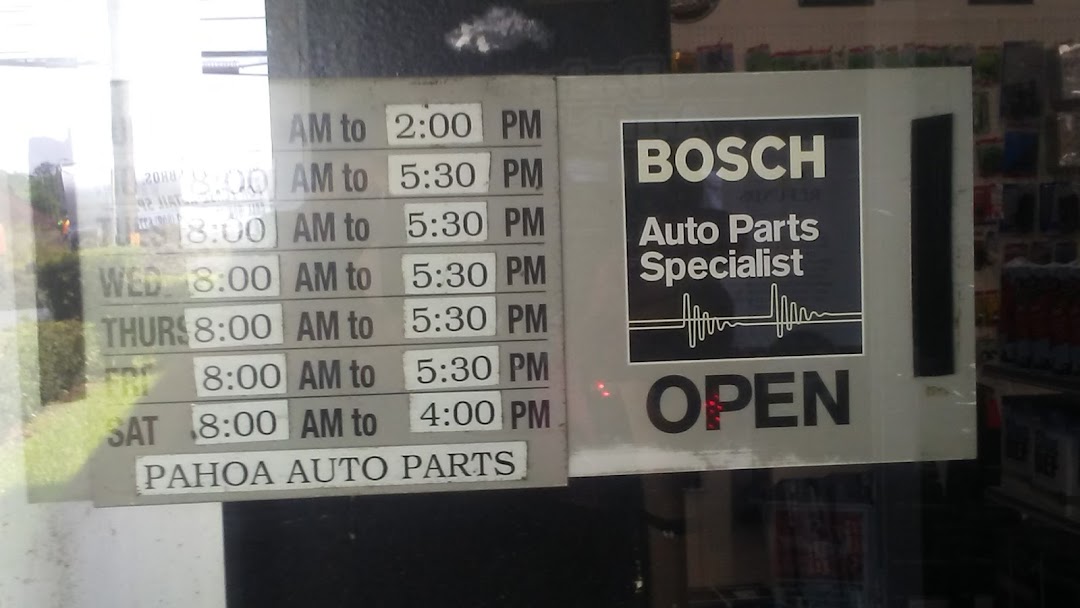 AM to 2:00 PM
8:00 AM to 5:30 PM
8:00 AM to 5:30 PM
WED 8:00 AM to 5:30 PM
THURS 8:00 AM to 5:30 PM
FRI 8:00 AM to 5:30 PM
SAT 8:00 AM to 4:00 PM
PAHOA AUTO PARTS
BOSCH
Auto Parts
Specialist
OPEN